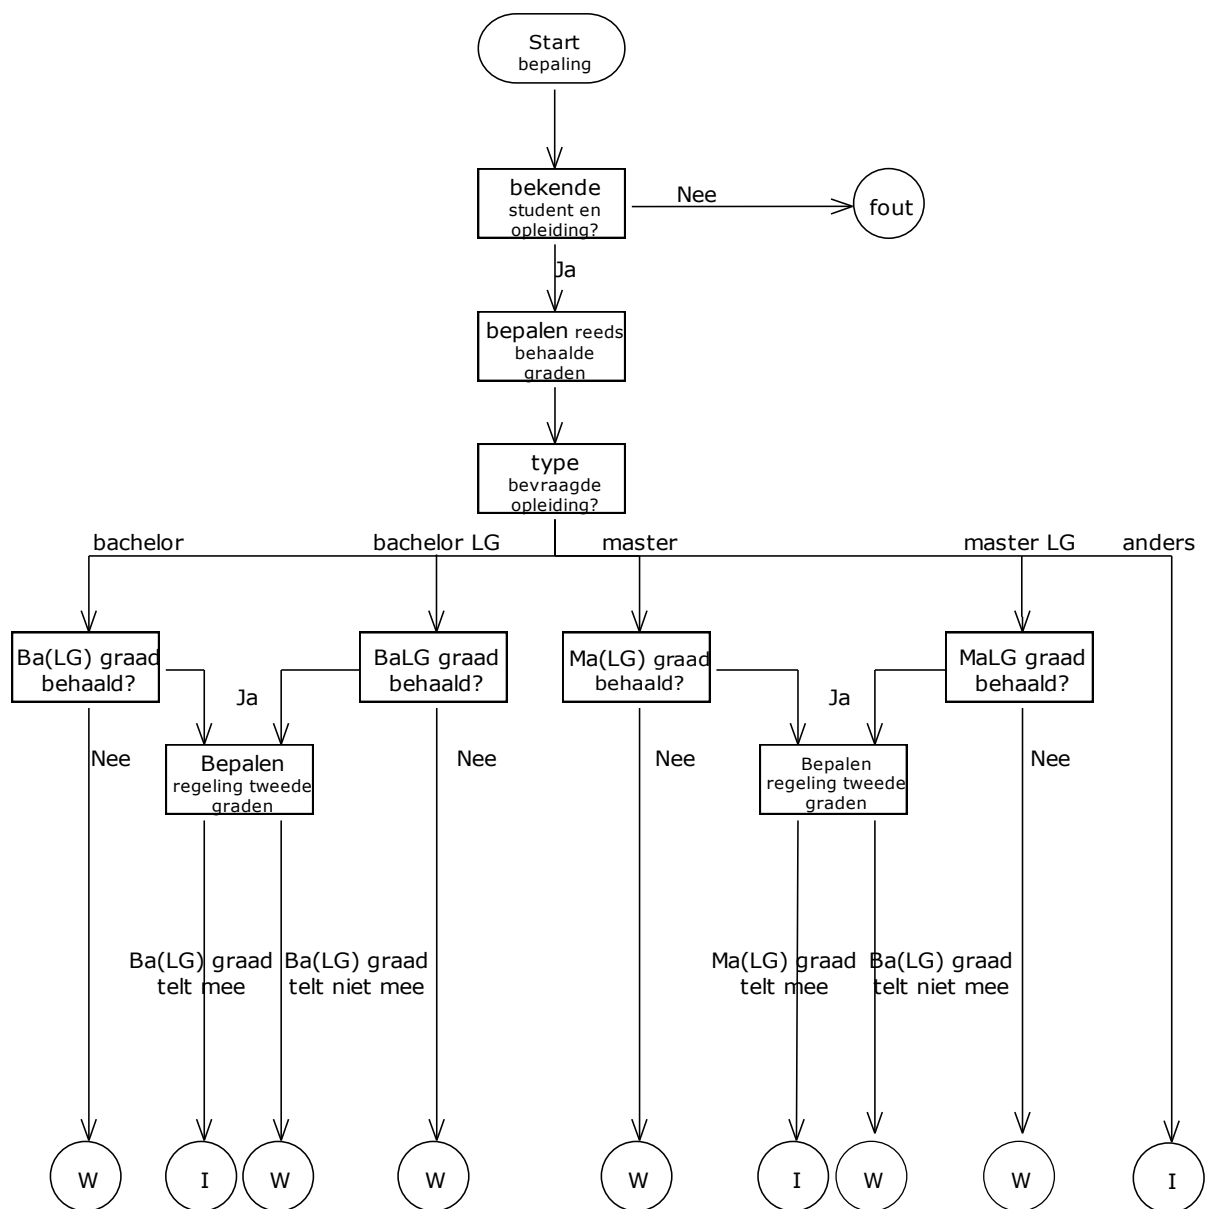 Start
bepaling
bekende
student en
opleiding?
Nee
fout
Ja
bepalen reeds
behaalde
graden
type
bevraagde
opleiding?
bachelor
bachelor LG
master
master LG
anders
Ba(LG) graad
behaald?
BaLG graad
behaald?
Ma(LG) graad
behaald?
MaLG graad
behaald?
Ja
Ja
Nee
Bepalen
regeling tweede
graden
Nee
Nee
Bepalen
regeling tweede
graden
Nee
Ba(LG) graad
telt mee
Ba(LG) graad
telt niet mee
Ma(LG) graad
telt mee
Ba(LG) graad
telt niet mee
W
I
W
W
W
I
W
W
I